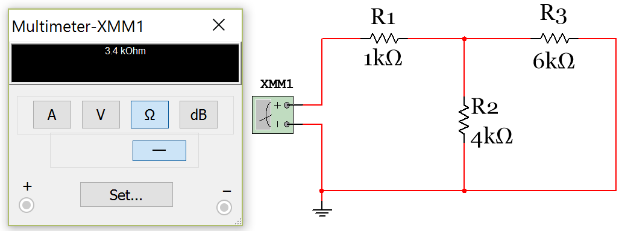 Multimeter-XMM1
3.4 kOhm
A V Ω dB
+ Set... −
XMM1
R1
1kΩ
R3
6kΩ
R2
4kΩ